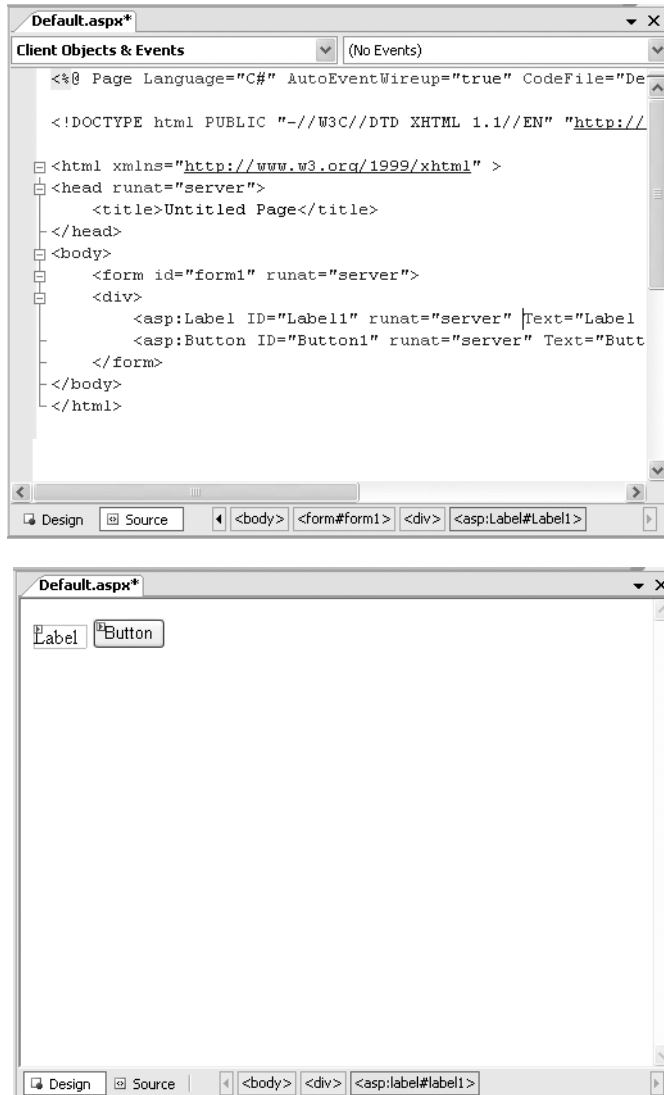 Default.aspx*
Client Objects & Events (No Events)
<%@ Page Language="C#" AutoEventWireup="true" CodeFile="De
<!DOCTYPE html PUBLIC "-//W3C//DTD XHTML 1.1//EN" "http://
<html xmlns="http://www.w3.org/1999/xhtml" >
<head runat="server">
<title>Untitled Page</title>
</head>
<body>
<form id="form1" runat="server">
<div>
<asp:Label ID="Label1" runat="server" Text="Label
<asp:Button ID="Button1" runat="server" Text="Butt
</form>
</body>
</html>
Design Source <body> <form#form1> <div> <asp:Label#Label1>
Default.aspx*
Label Button
Design Source <body> <div> <asp:label#label1>